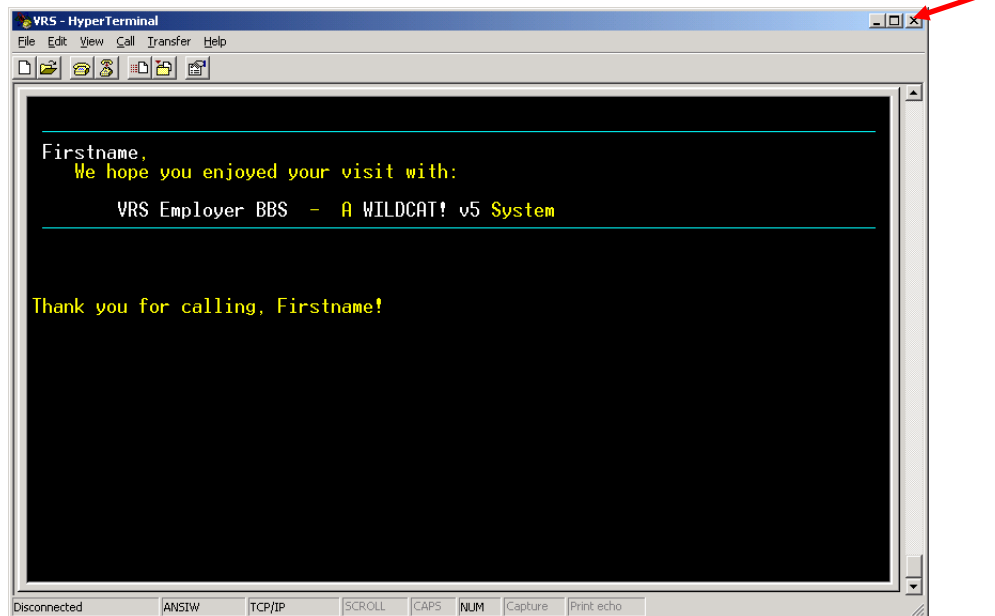 VRS - HyperTerminal
File Edit View Call Transfer Help
Firstname,
We hope you enjoyed your visit with:
VRS Employer BBS - A WILDCAT! v5 System
Thank you for calling, Firstname!
Disconnected ANSIW TCP/IP SCROLL CAPS NUM Capture Print echo